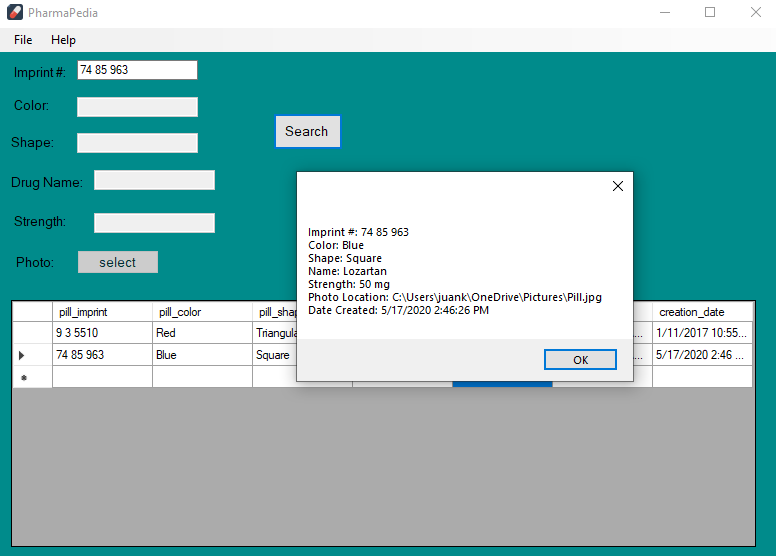 PharmaPedia
File Help
Imprint #: 74 85 963
Color:
Shape:
Search
Drug Name:
Strength:
Photo: select
Imprint #: 74 85 963
Color: Blue
Shape: Square
Name: Lozartan
Strength: 50 mg
Photo Location: C:\Users\juank\OneDrive\Pictures\Pill.jpg
Date Created: 5/17/2020 2:46:26 PM
OK
pill_imprint pill_color pill_shap creation_date
9 3 5510 Red Triangula ... 1/11/2017 10:55...
74 85 963 Blue Square ... 5/17/2020 2:46 ...